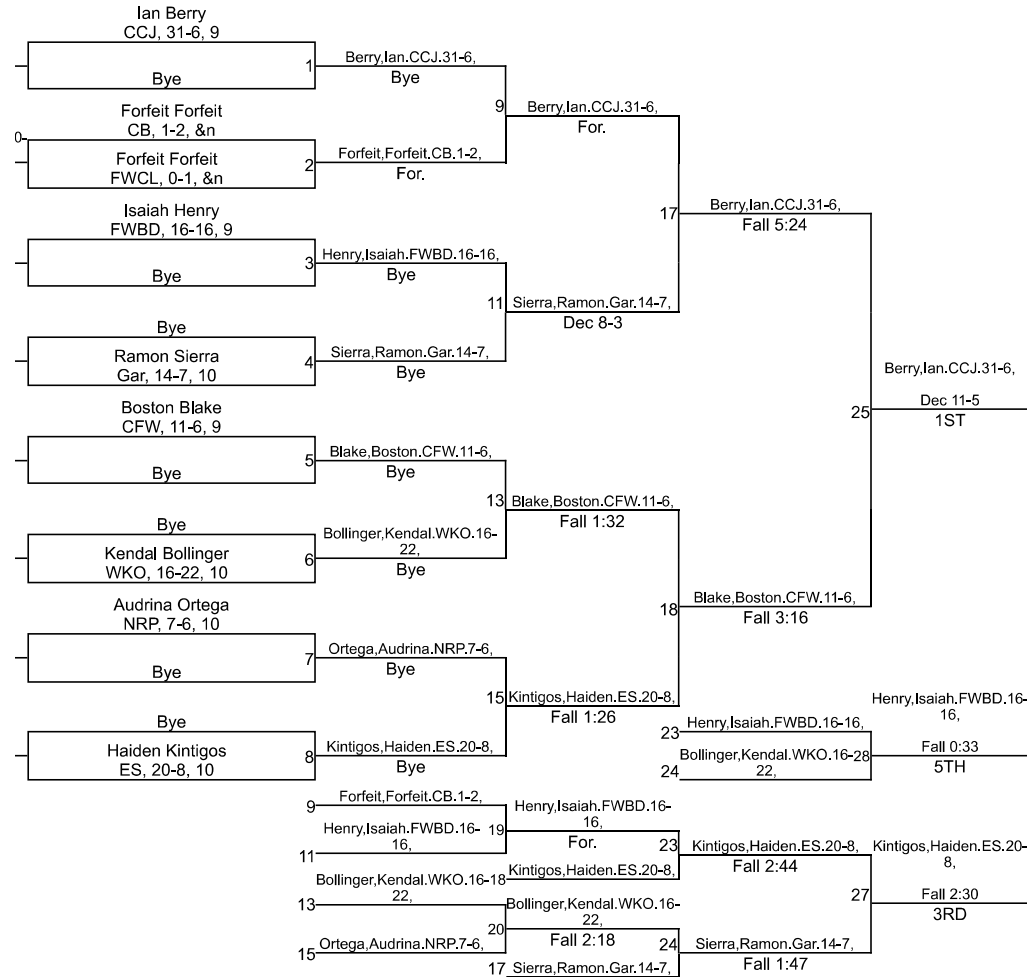 Ian Berry
CCJ, 31-6, 9
Bye
1
Berry,Ian.CCJ.31-6,
Bye
Forfeit Forfeit
CB, 1-2, &n
0-
Forfeit Forfeit
FWCL, 0-1, &n
2
Forfeit,Forfeit.CB.1-2,
For.
9
Berry,Ian.CCJ.31-6,
For.
Isaiah Henry
FWBD, 16-16, 9
Bye
3
Henry,Isaiah.FWBD.16-16,
Bye
Bye
Ramon Sierra
Gar, 14-7, 10
4
Sierra,Ramon.Gar.14-7,
Bye
11
Sierra,Ramon.Gar.14-7,
Dec 8-3
17
Berry,Ian.CCJ.31-6,
Fall 5:24
Boston Blake
CFW, 11-6, 9
Bye
5
Blake,Boston.CFW.11-6,
Bye
Bye
Kendal Bollinger
WKO, 16-22, 10
6
Bollinger,Kendal.WKO.16-
22,
Bye
13
Blake,Boston.CFW.11-6,
Fall 1:32
Audrina Ortega
NRP, 7-6, 10
Bye
7
Ortega,Audrina.NRP.7-6,
Bye
Bye
Haiden Kintigos
ES, 20-8, 10
8
Kintigos,Haiden.ES.20-8,
Bye
15
Kintigos,Haiden.ES.20-8,
Fall 1:26
18
Blake,Boston.CFW.11-6,
Fall 3:16
25
Berry,Ian.CCJ.31-6,
Dec 11-5
1ST
23
Henry,Isaiah.FWBD.16-16,
24
Bollinger,Kendal.WKO.16-
22,
28
Henry,Isaiah.FWBD.16-
16,
Fall 0:33
5TH
9
Forfeit,Forfeit.CB.1-2,
11
Henry,Isaiah.FWBD.16-
16,
19
Henry,Isaiah.FWBD.16-
16,
For.
18
Kintigos,Haiden.ES.20-8,
23
Kintigos,Haiden.ES.20-8,
Fall 2:44
13
Bollinger,Kendal.WKO.16-
22,
15
Ortega,Audrina.NRP.7-6,
20
Bollinger,Kendal.WKO.16-
22,
Fall 2:18
17
Sierra,Ramon.Gar.14-7,
24
Sierra,Ramon.Gar.14-7,
Fall 1:47
27
Kintigos,Haiden.ES.20-
8,
Fall 2:30
3RD